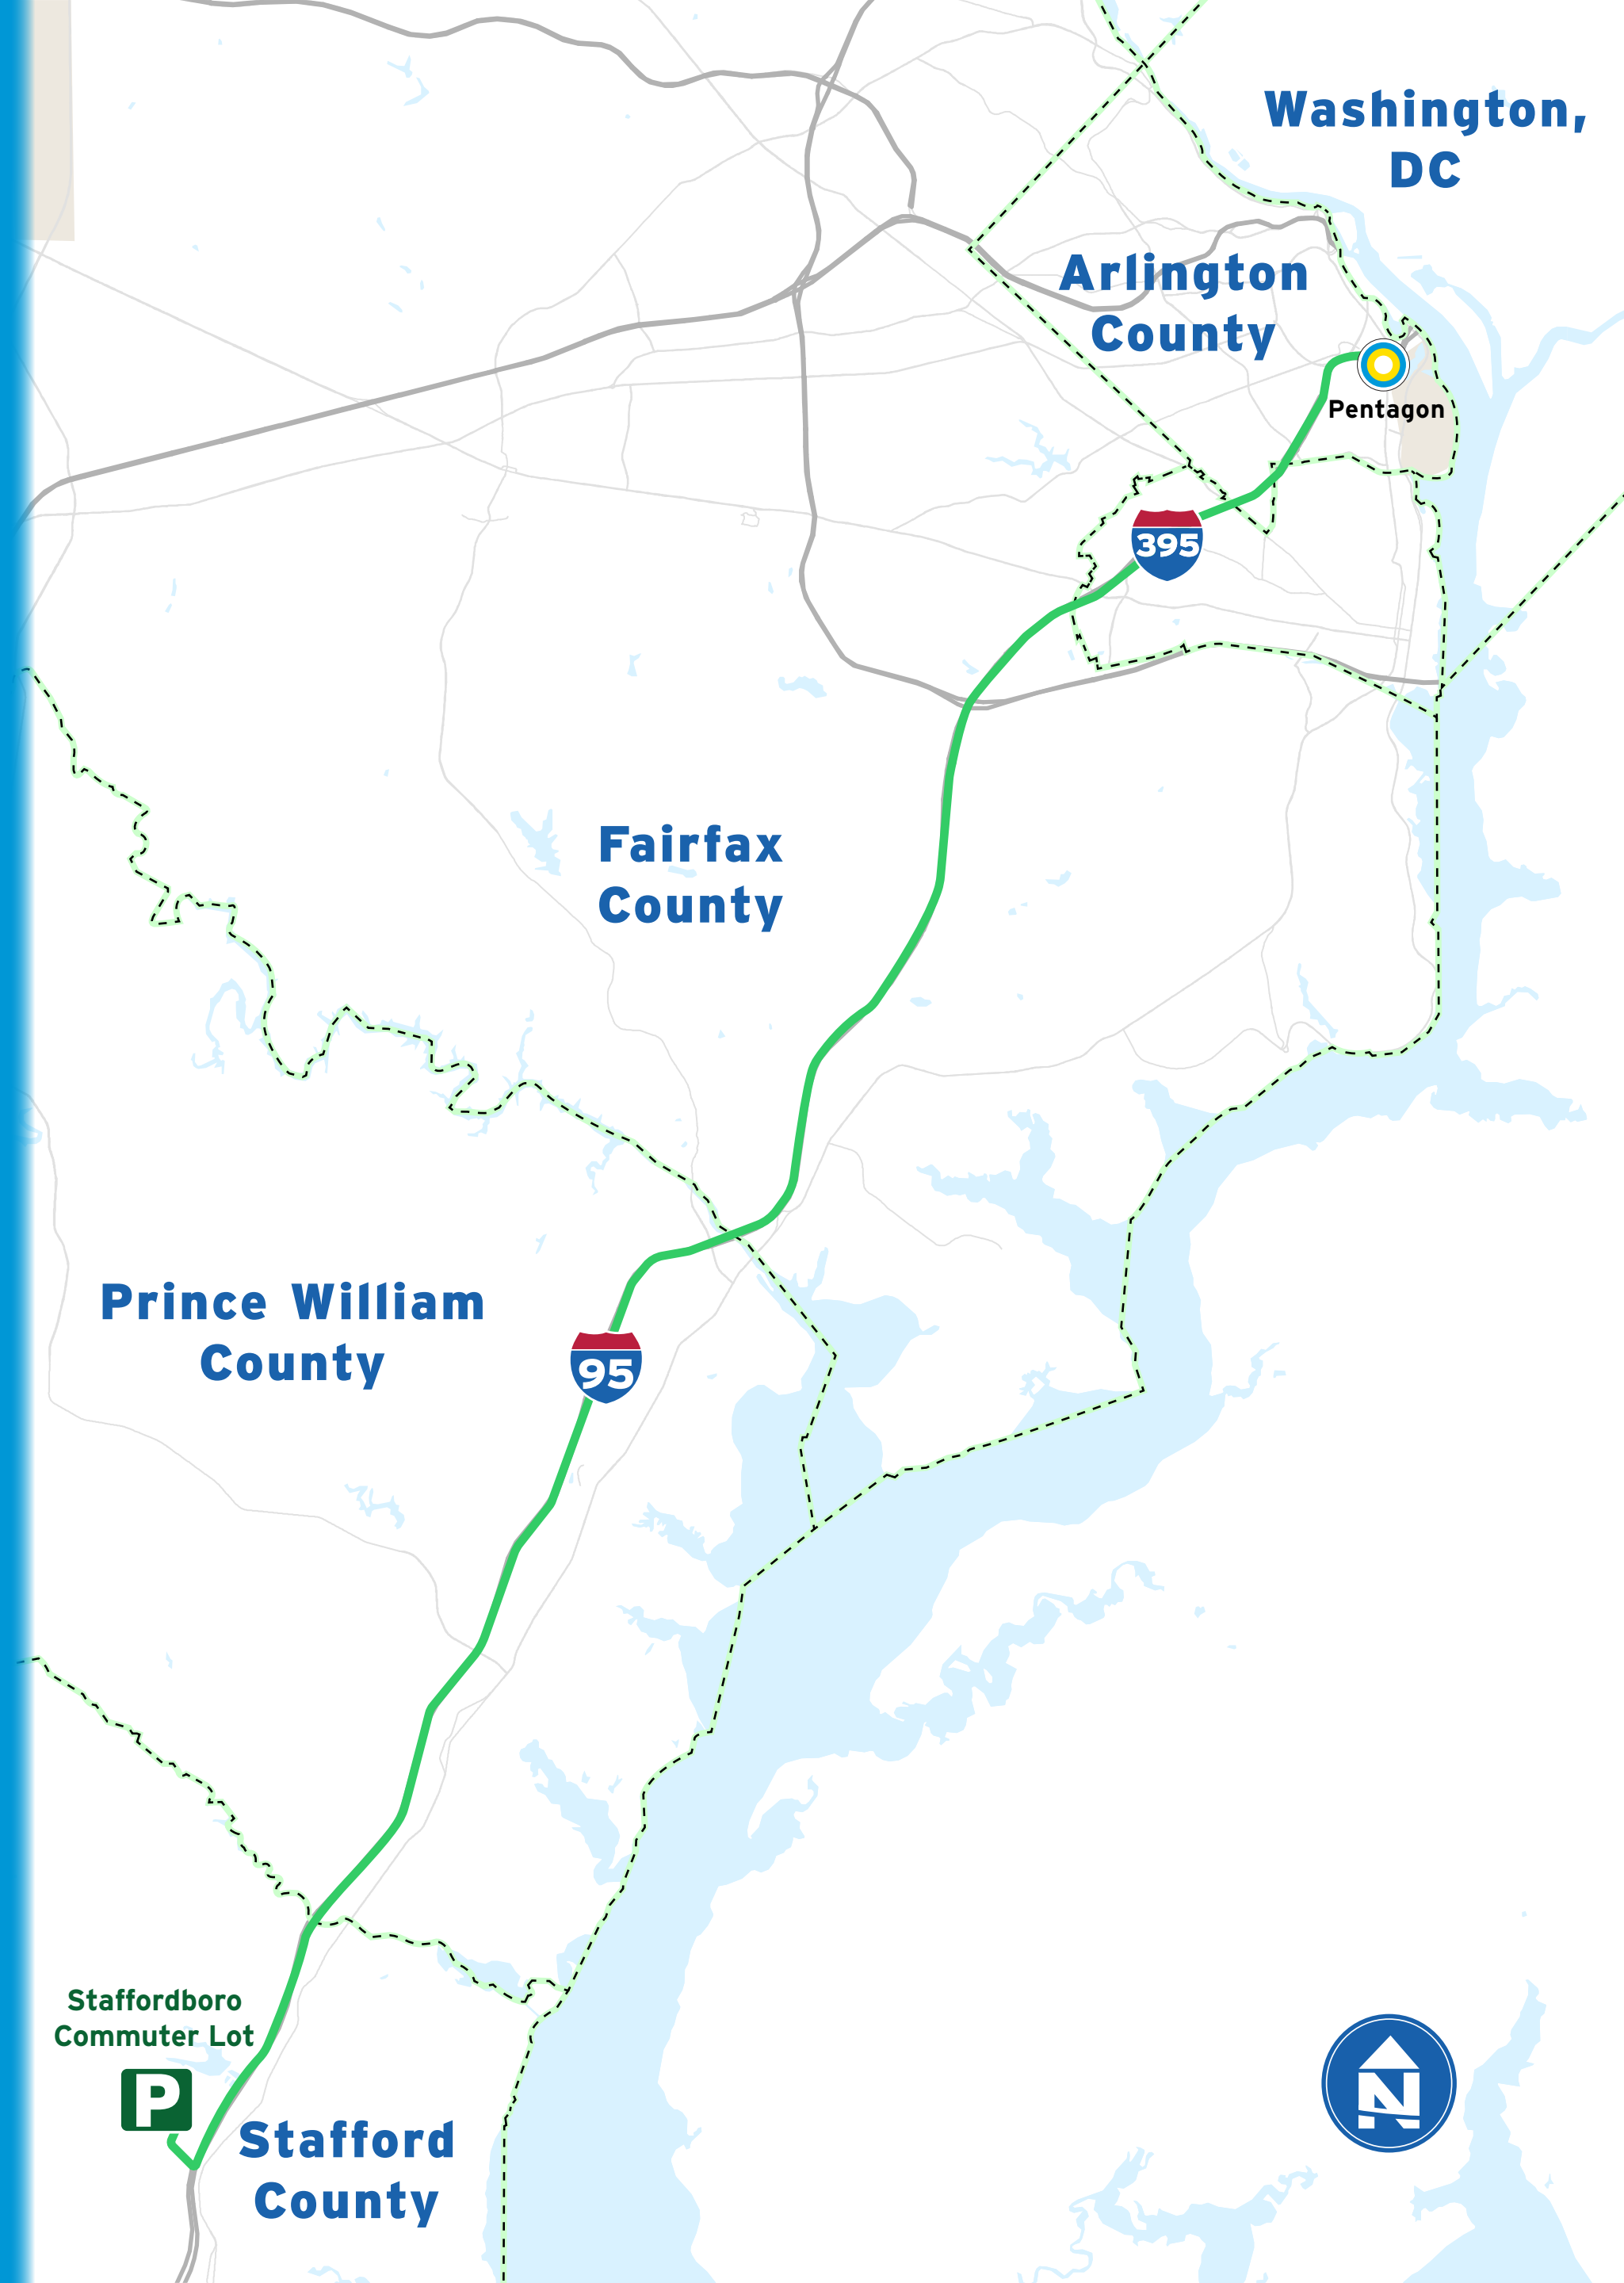 Washington,
DC
Arlington
County
Pentagon
395
Fairfax
County
Prince William
County
95
Staffordboro
Commuter Lot
P
Stafford
County
N